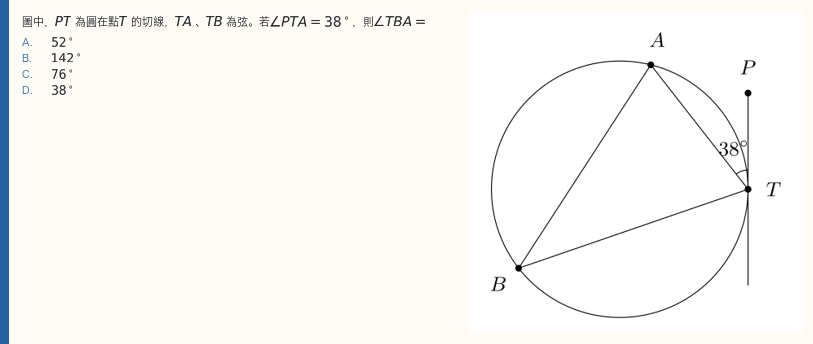 圖中，PT 為圓在點T 的切線，TA、TB 為弦。若∠PTA = 38°，則∠TBA =
A. 52°
B. 142°
C. 76°
D. 38°
A
P
38°
T
B